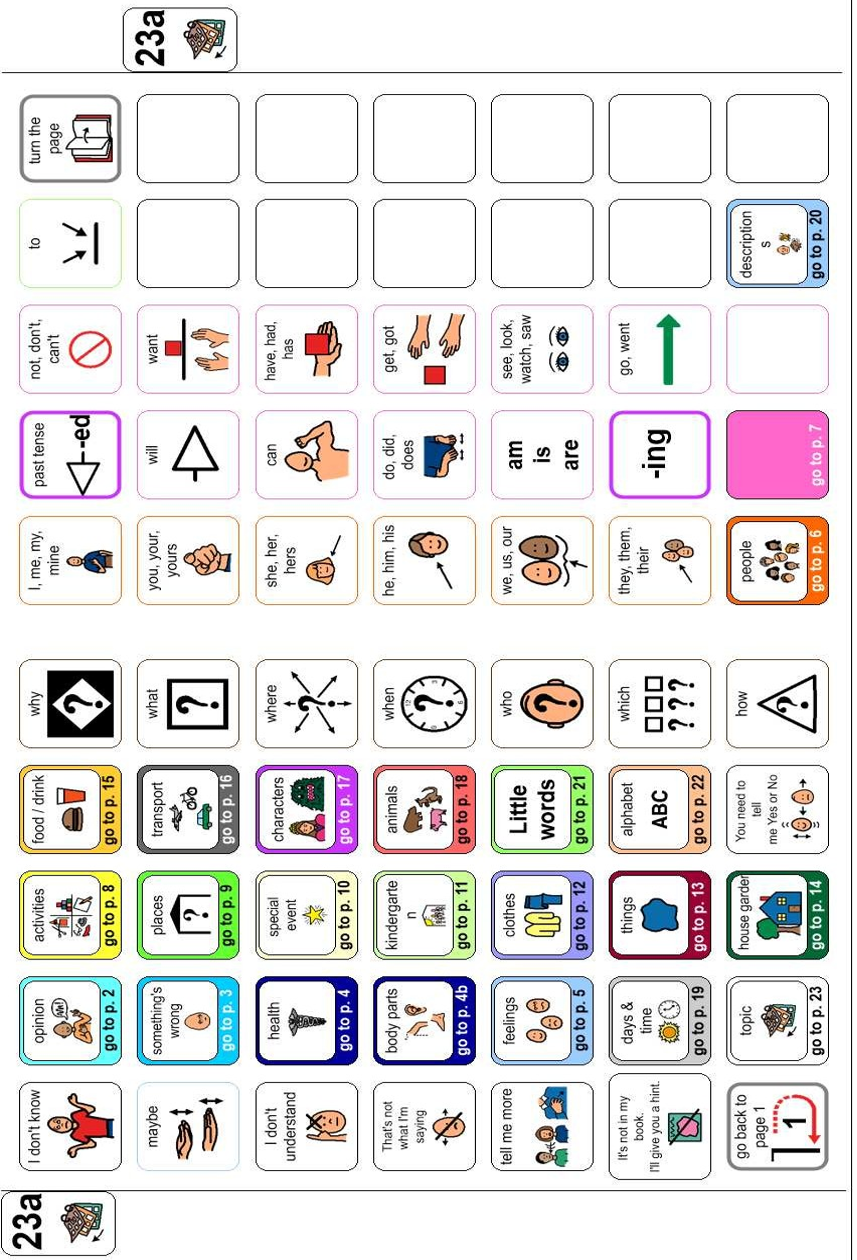 23a
23a
I don't know
opinion
go to p. 2
activities
go to p. 8
food / drink
go to p. 15
why
I, me, my,
mine
past tense
-ed
not, don't,
can't
to
turn the
page
maybe
something's
wrong
go to p. 3
places
go to p. 9
transport
go to p. 16
what
you, your,
yours
will
want
I don't
understand
health
go to p. 4
special
event
go to p. 10
characters
go to p. 17
where
she, her,
hers
can
have, had,
has
That's not
what I'm
saying
body parts
go to p. 4b
kindergarte
n
go to p. 11
animals
go to p. 18
when
he, him, his
do, did,
does
get, got
tell me more
feelings
go to p. 5
clothes
go to p. 12
Little
words
go to p. 21
who
we, us, our
am
is
are
see, look,
watch, saw
It's not in my
book.
I'll give you a hint.
days &
time
go to p. 19
things
go to p. 13
alphabet
ABC
go to p. 22
which
they, them,
their
-ing
go, went
go back to
page 1
1
topic
go to p. 23
house garden
go to p. 14
You need to
tell
me Yes or No
how
people
go to p. 6
go to p. 7
description
s
go to p. 20